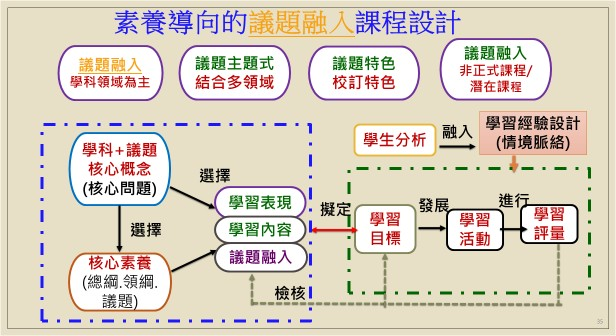 素養導向的議題融入課程設計
議題融入
學科領域為主
議題主題式
結合多領域
議題特色
校訂特色
議題融入
非正式課程/
潛在課程
學科+議題
核心概念
(核心問題)
選擇
選擇
核心素養
(總綱.領綱.
議題)
學習表現
學習內容
議題融入
擬定
學生分析
融入
學習經驗設計
(情境脈絡)
學習
目標
發展
學習
活動
進行
學習
評量
檢核